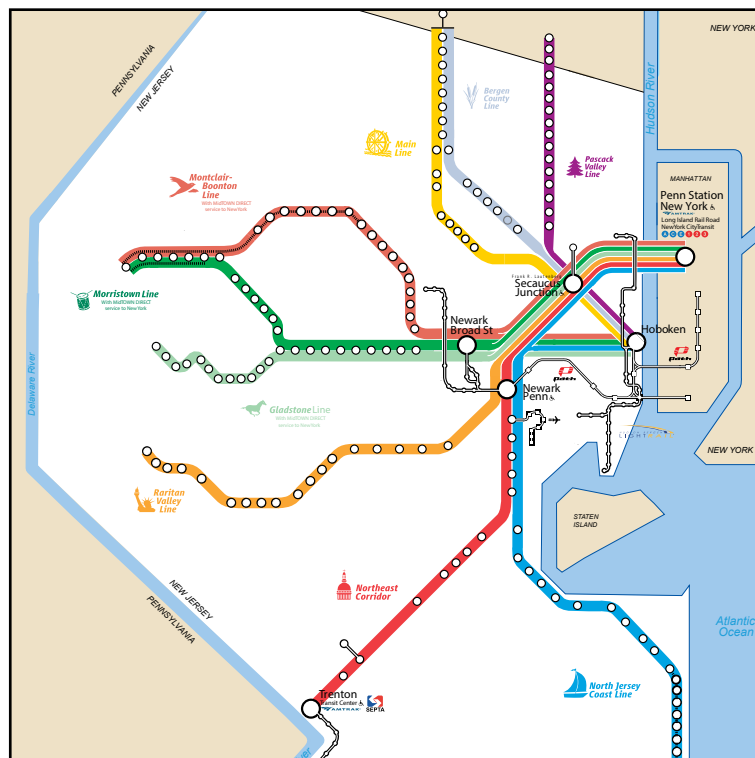 NEW YORK
PENNSYLVANIA
NEW JERSEY
Hudson River
Bergen
County
Line
Main
Line
Pascack
Valley
Line
MANHATTAN
Penn Station
New York
AMTRAK
Long Island Rail Road
New York City Transit
A C E 1 2 3
Montclair-
Boonton
Line
With MidTOWN DIRECT
service to New York
Frank R. Lautenberg
Secaucus
Junction
Morristown Line
With MidTOWN DIRECT
service to New York
Newark
Broad St
Hoboken
path
path
Newark
Penn
Delaware River
Gladstone Line
With MidTOWN DIRECT
service to New York
NEW YORK
Raritan
Valley
Line
STATEN
ISLAND
NEW JERSEY
PENNSYLVANIA
Northeast
Corridor
Atlantic
Ocean
North Jersey
Coast Line
Trenton
Transit Center
AMTRAK
SEPTA